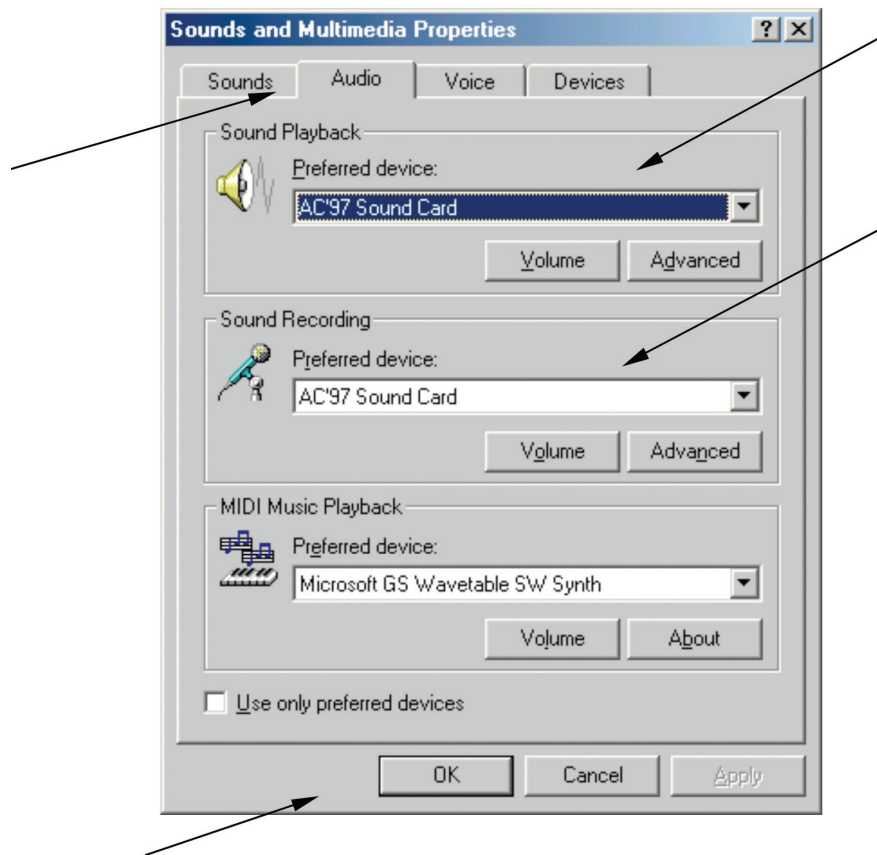 Sounds and Multimedia Properties
Sounds Audio Voice Devices
Sound Playback
Preferred device:
AC'97 Sound Card
Volume Advanced
Sound Recording
Preferred device:
AC'97 Sound Card
Volume Advanced
MIDI Music Playback
Preferred device:
Microsoft GS Wavetable SW Synth
Volume About
Use only preferred devices
OK Cancel Apply